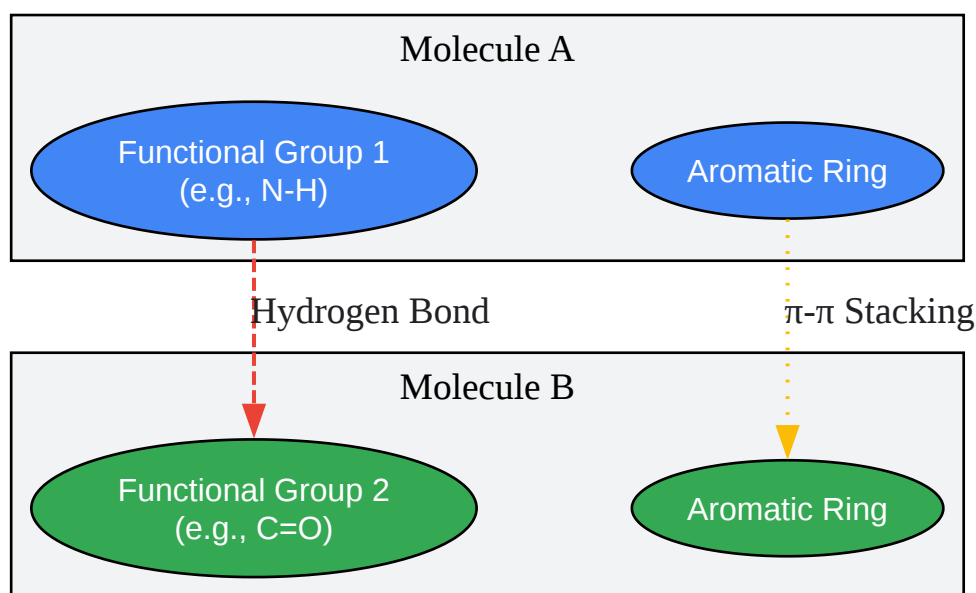 Molecule A
Functional Group 1
(e.g., N-H)
Aromatic Ring
Hydrogen Bond
π-π Stacking
Molecule B
Functional Group 2
(e.g., C=O)
Aromatic Ring